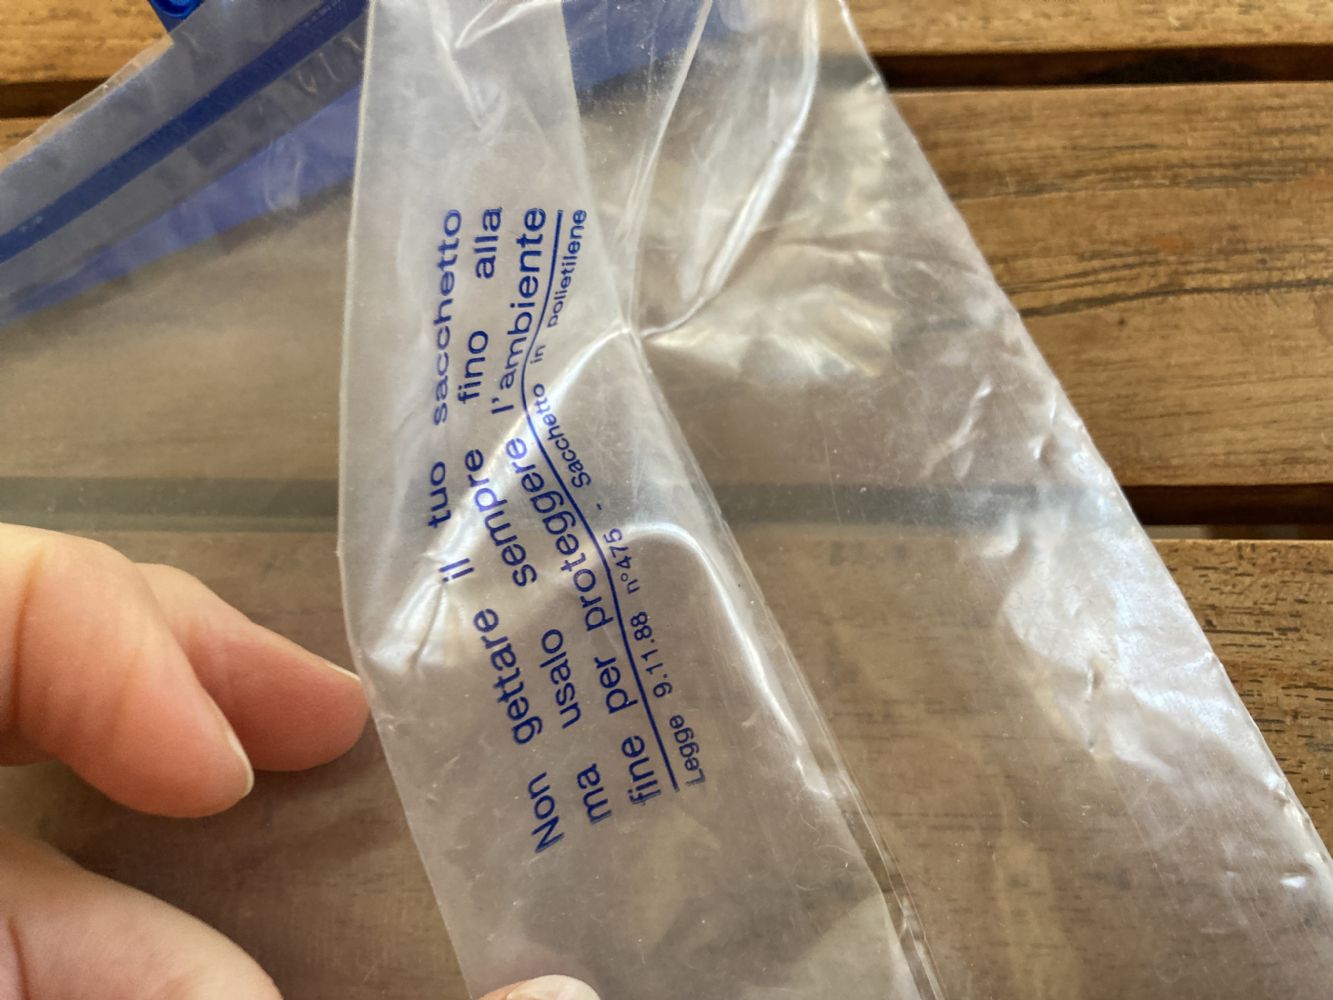 Non gettare il tuo sacchetto
ma usalo sempre fino alla
fine per proteggere l'ambiente
Legge 9.11.88 n°475 - Sacchetto in polietilene